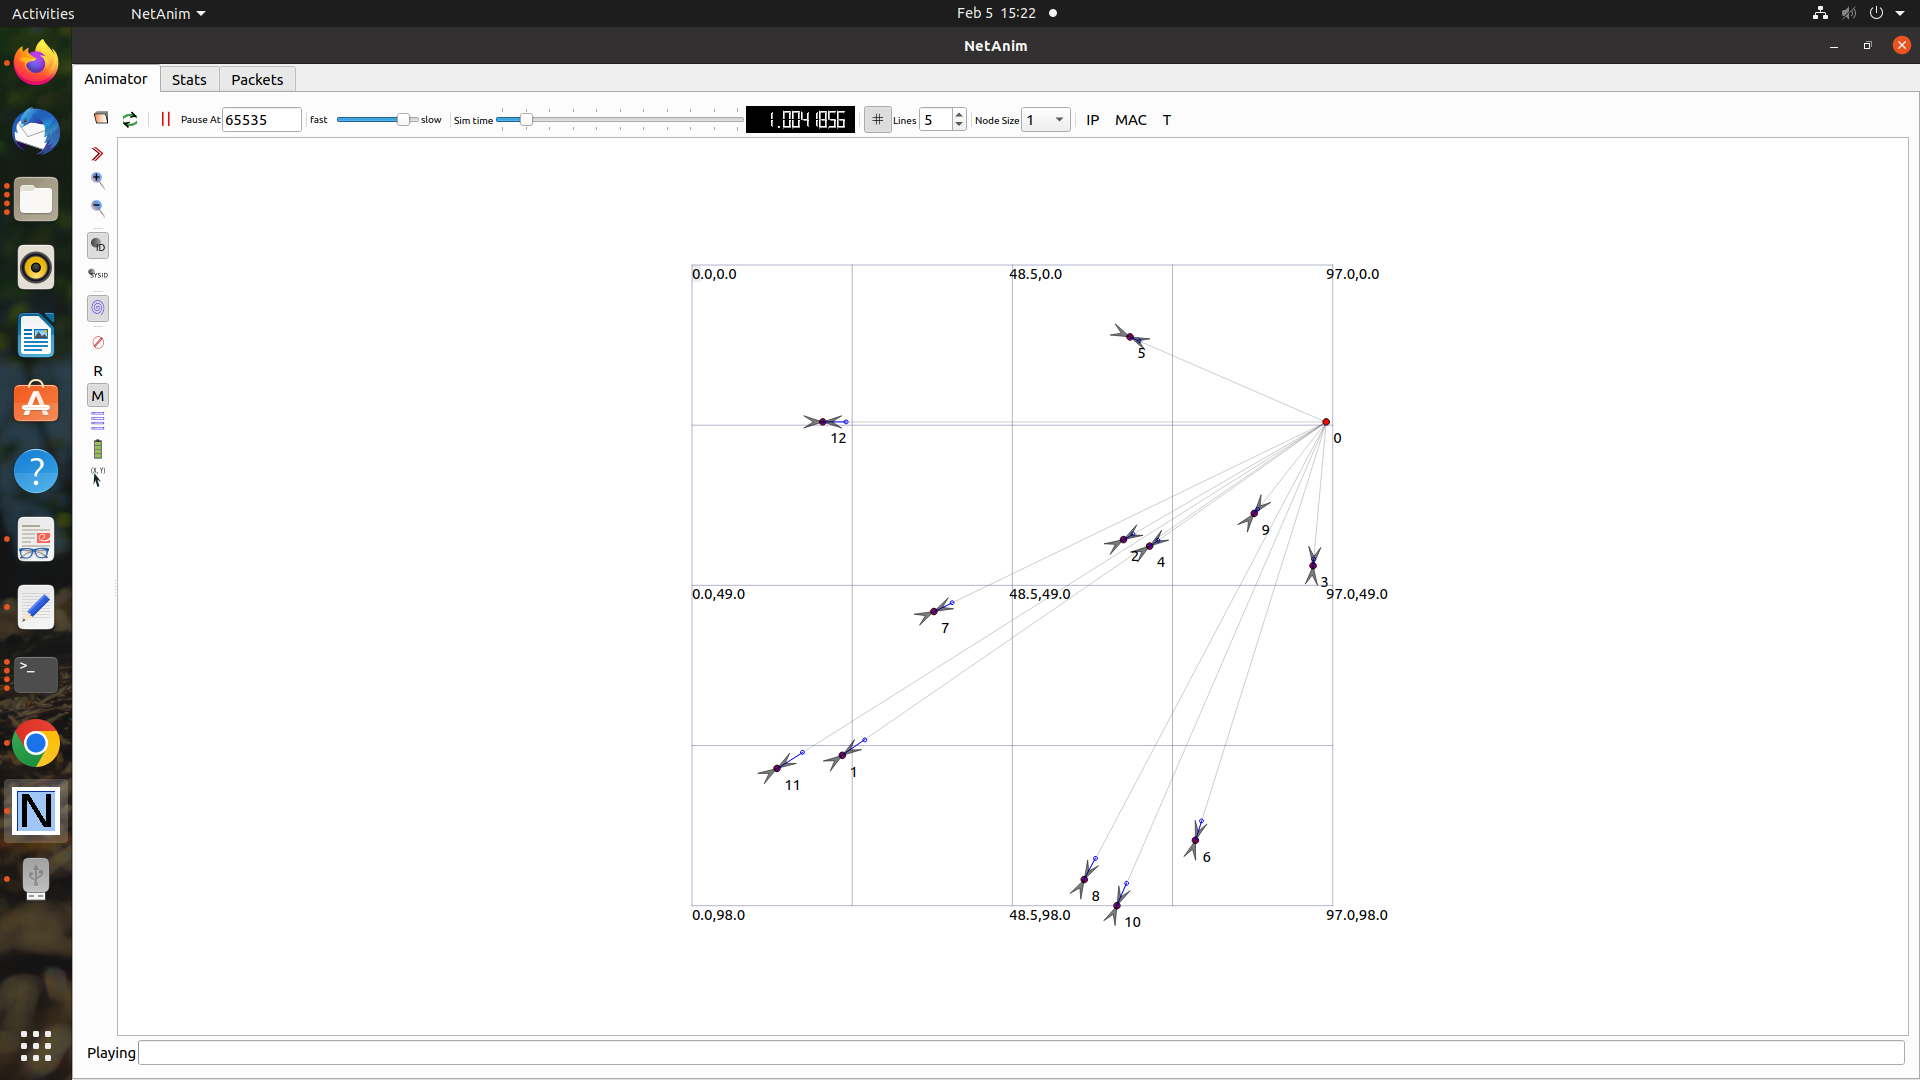 Activities NetAnim Feb 5 15:22
NetAnim
Animator Stats Packets
Pause At 65535 fast slow Sim time 1.0041856 # Lines 5 Node Size 1 IP MAC T
ID
SYSID
R
M
(X, Y)
0.0,0.0 48.5,0.0 97.0,0.0
5
12 0
9
2 4
3
0.0,49.0 48.5,49.0 97.0,49.0
7
1
11
6
8
0.0,98.0 48.5,98.0 97.0,98.0
10
Playing